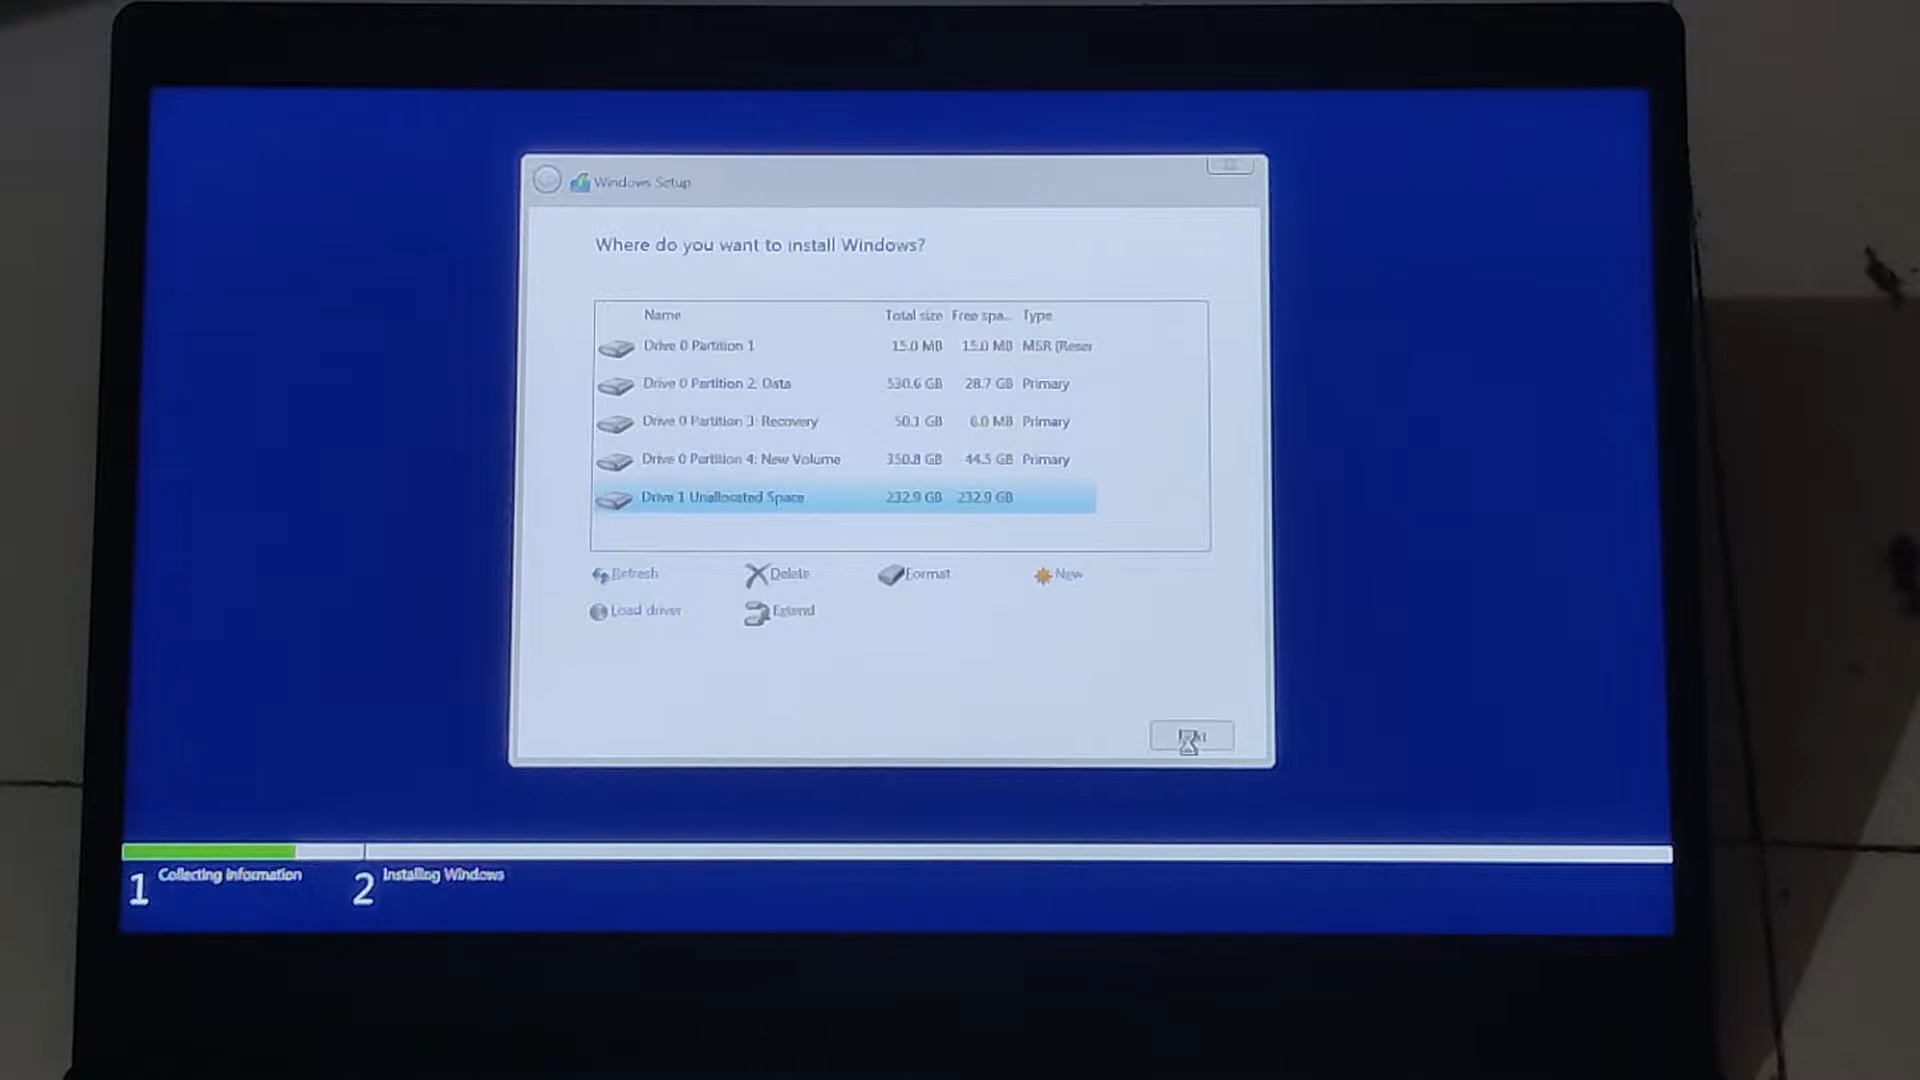 Windows Setup
Where do you want to install Windows?
Name Total size Free spa... Type
Drive 0 Partition 1 15.0 MB 15.0 MB MSR (Reser
Drive 0 Partition 2: Data 530.6 GB 28.7 GB Primary
Drive 0 Partition 3: Recovery 50.1 GB 6.0 MB Primary
Drive 0 Partition 4: New Volume 350.8 GB 44.5 GB Primary
Drive 1 Unallocated Space 232.9 GB 232.9 GB
Refresh Delete Format New
Load driver Extend
1 Collecting information 2 Installing Windows